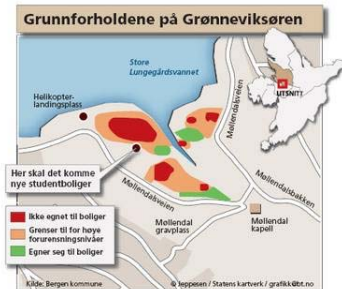 Grunnforholdene på Grønneviksøren
Store
Lungegårdsvannet
Helikopter-
landingsplass
Møllendalsveien
UTSNITT
Her skal det komme
nye studentboliger
Møllendalsveien
Møllendalsbakken
Møllendal
gravplass
Møllendal
kapell
Ikke egnet til boliger
Grenser til for høye
forurensningsnivåer
Egner seg til boliger
Kilde: Bergen kommune
© Jeppesen / Statens kartverk / grafikk@bt.no